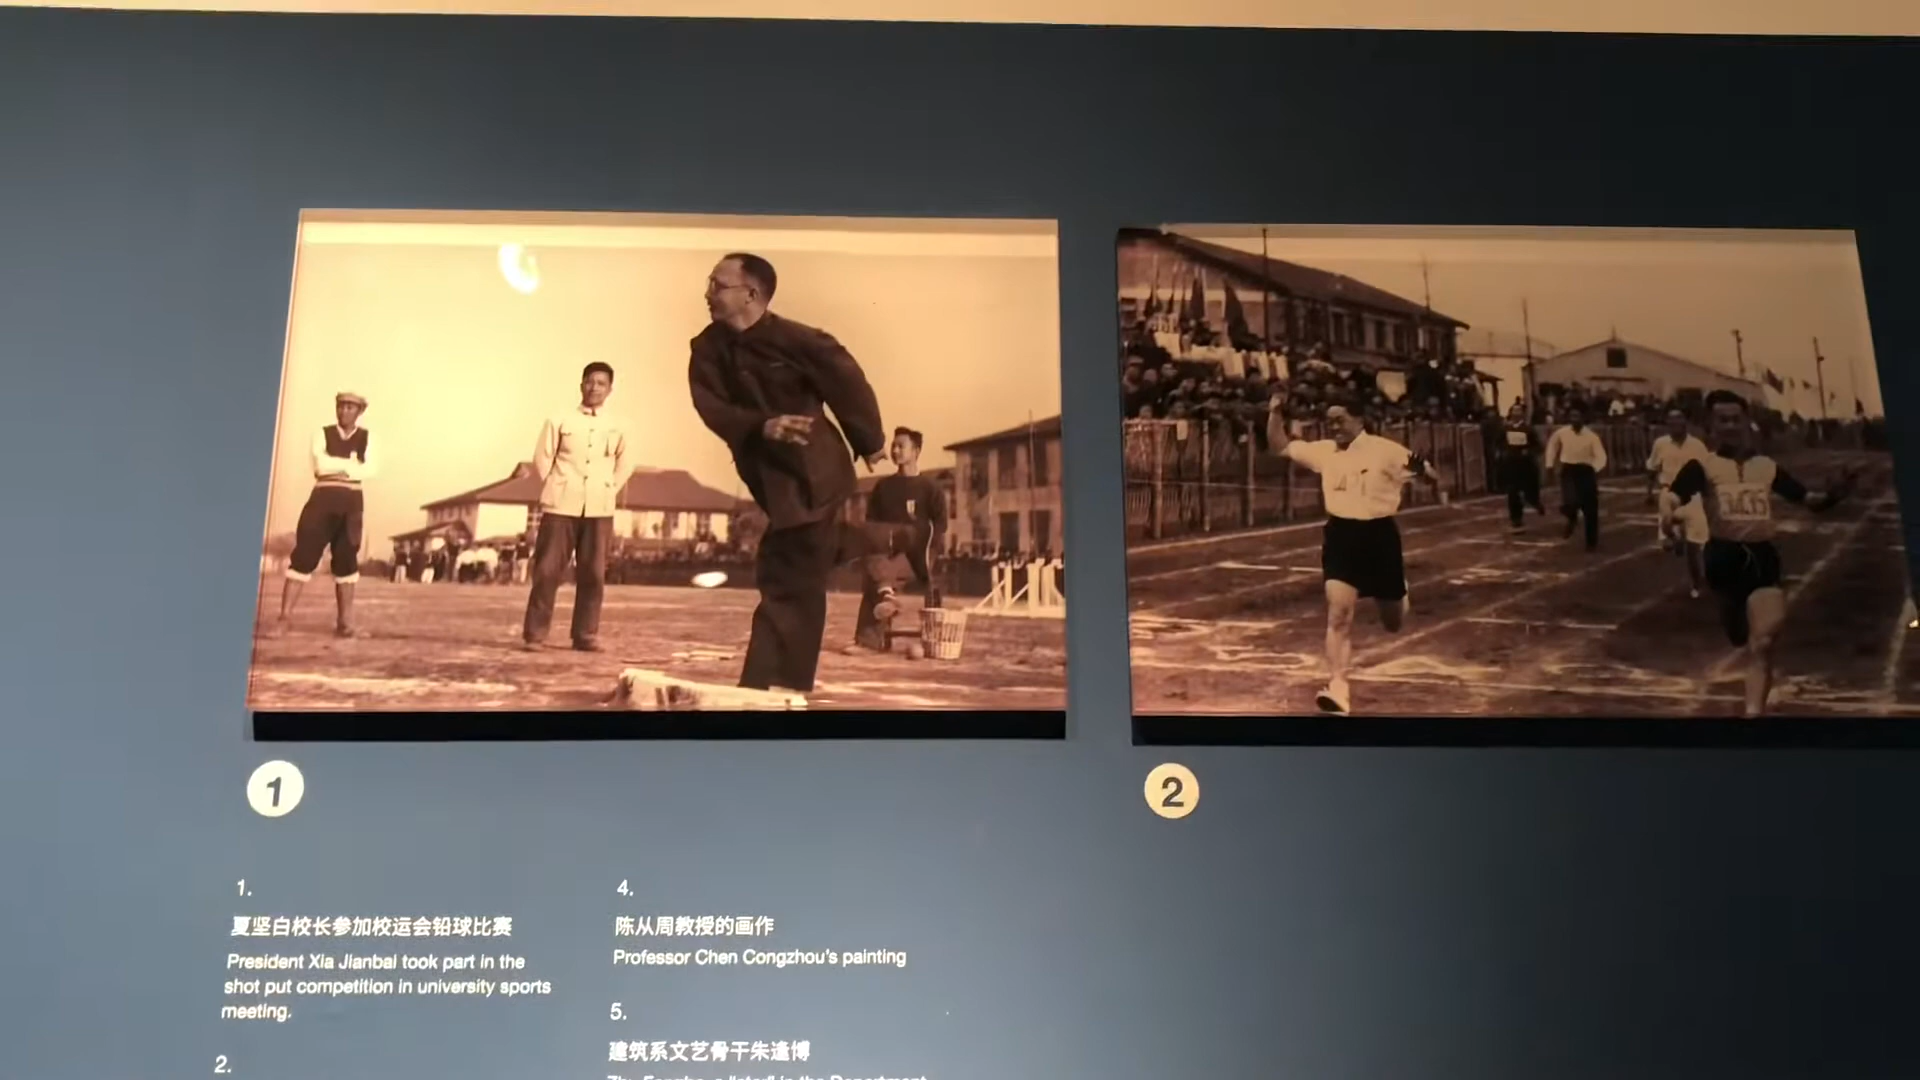 1
2
1.
夏坚白校长参加校运会铅球比赛
President Xia Jianbai took part in the
shot put competition in university sports
meeting.
2.
4.
陈从周教授的画作
Professor Chen Congzhou's painting
5.
建筑系文艺骨干朱逢博